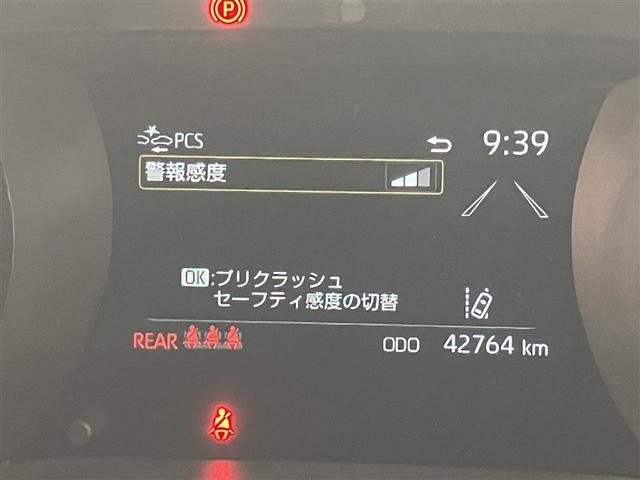 P
PCS
9:39
警報感度
OK:プリクラッシュ
セーフティ感度の切替
REAR
ODO 42764 km